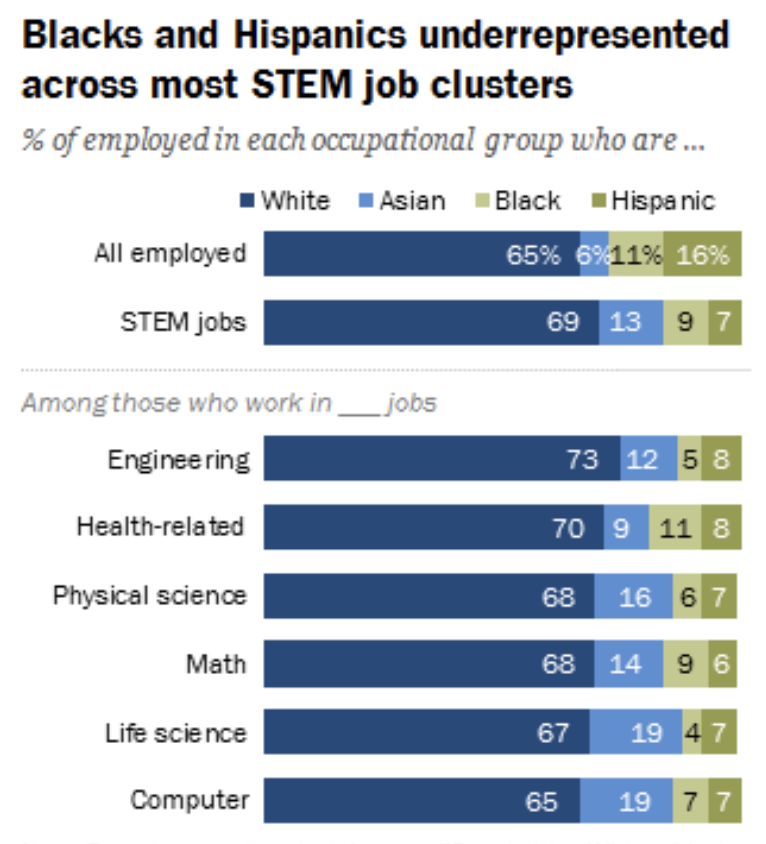 Blacks and Hispanics underrepresented
across most STEM job clusters
% of employed in each occupational group who are ...
White Asian Black Hispanic
All employed 65% 6% 11% 16%
STEM jobs 69 13 9 7
Among those who work in ___ jobs
Engineering 73 12 5 8
Health-related 70 9 11 8
Physical science 68 16 6 7
Math 68 14 9 6
Life science 67 19 4 7
Computer 65 19 7 7